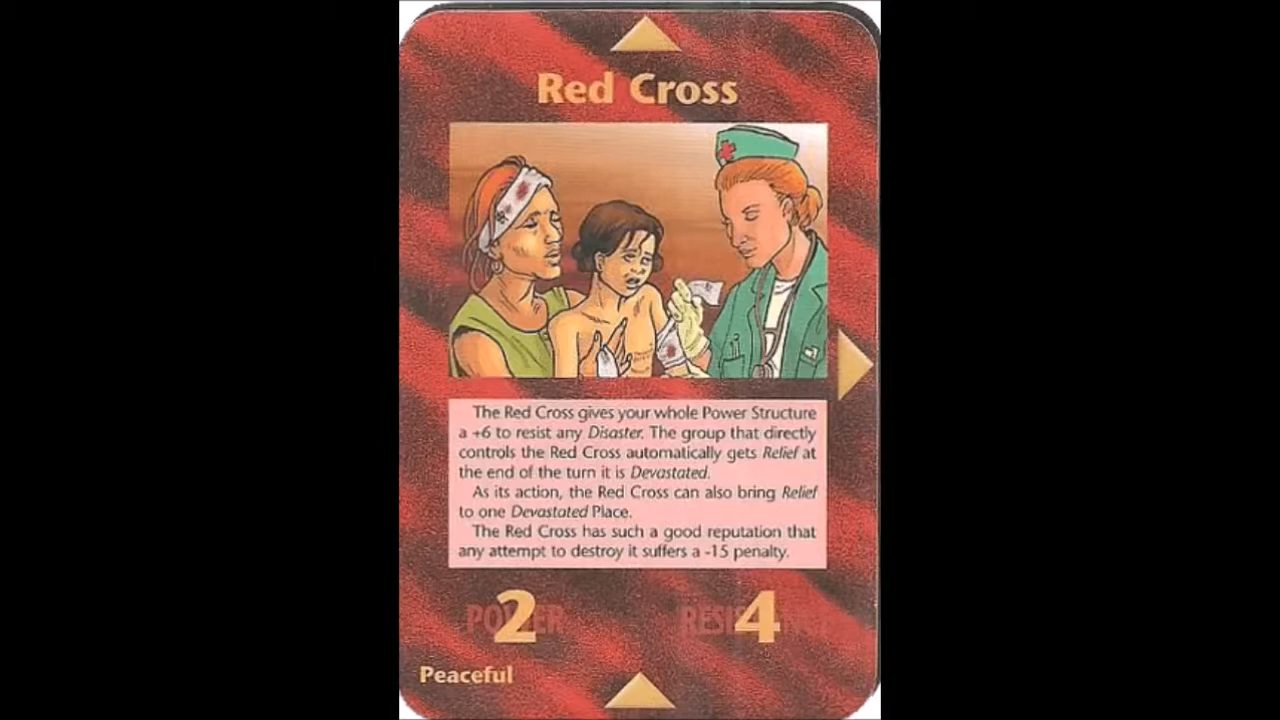 Red Cross
The Red Cross gives your whole Power Structure
a +6 to resist any Disaster. The group that directly
controls the Red Cross automatically gets Relief at
the end of the turn it is Devastated.
As its action, the Red Cross can also bring Relief
to one Devastated Place.
The Red Cross has such a good reputation that
any attempt to destroy it suffers a -15 penalty.
POWER 2 RESISTANCE 4
Peaceful